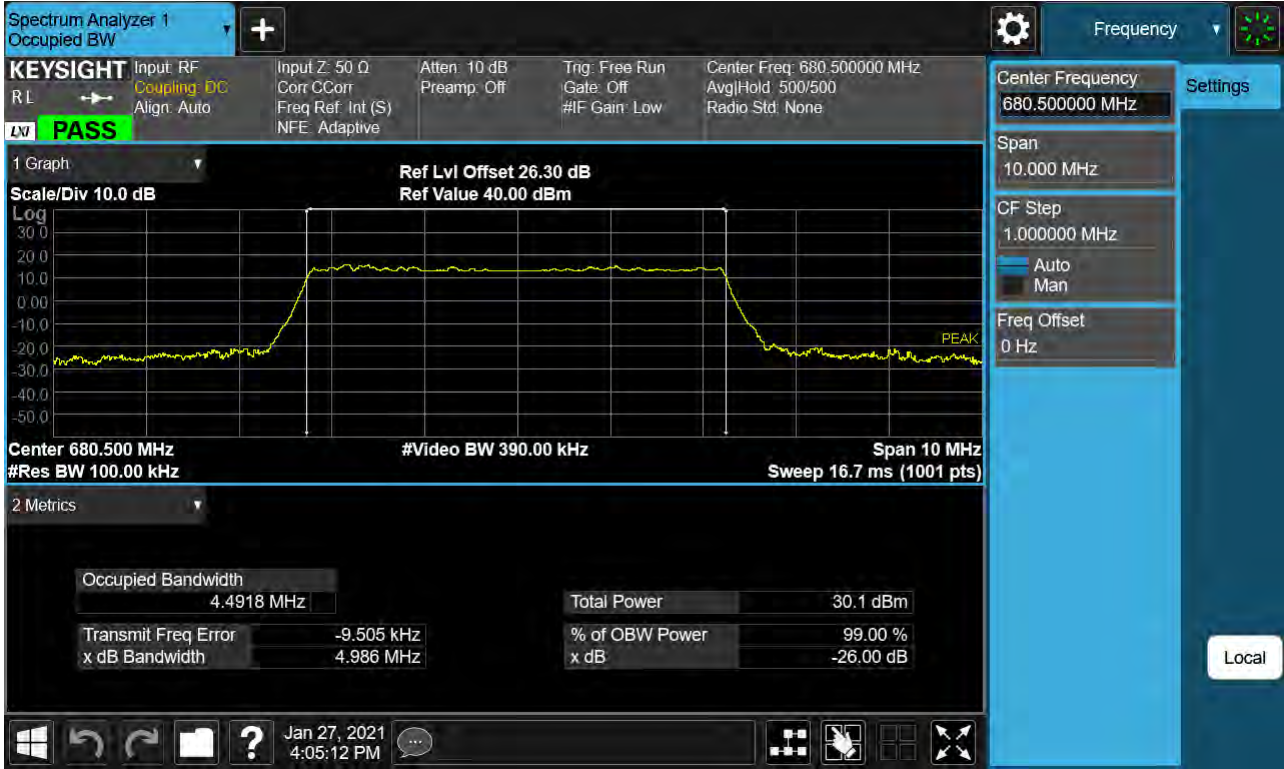 Spectrum Analyzer 1
Occupied BW
+
Frequency
KEYSIGHT
RL
LXI
PASS
Input: RF
Coupling: DC
Align: Auto
Input Z: 50 Ω
Corr CCorr
Freq Ref: Int (S)
NFE: Adaptive
Atten: 10 dB
Preamp: Off
Trig: Free Run
Gate: Off
#IF Gain: Low
Center Freq: 680.500000 MHz
Avg|Hold: 500/500
Radio Std: None
Center Frequency
680.500000 MHz
Settings
Span
10.000 MHz
CF Step
1.000000 MHz
Auto
Man
Freq Offset
0 Hz
Local
1 Graph
Scale/Div 10.0 dB
Ref Lvl Offset 26.30 dB
Ref Value 40.00 dBm
Log
30.0
20.0
10.0
0.00
-10.0
-20.0
-30.0
-40.0
-50.0
PEAK
Center 680.500 MHz
#Video BW 390.00 kHz
Span 10 MHz
#Res BW 100.00 kHz
Sweep 16.7 ms (1001 pts)
2 Metrics
Occupied Bandwidth
4.4918 MHz
Total Power 30.1 dBm
Transmit Freq Error -9.505 kHz
% of OBW Power 99.00 %
x dB Bandwidth 4.986 MHz
x dB -26.00 dB
?
Jan 27, 2021
4:05:12 PM